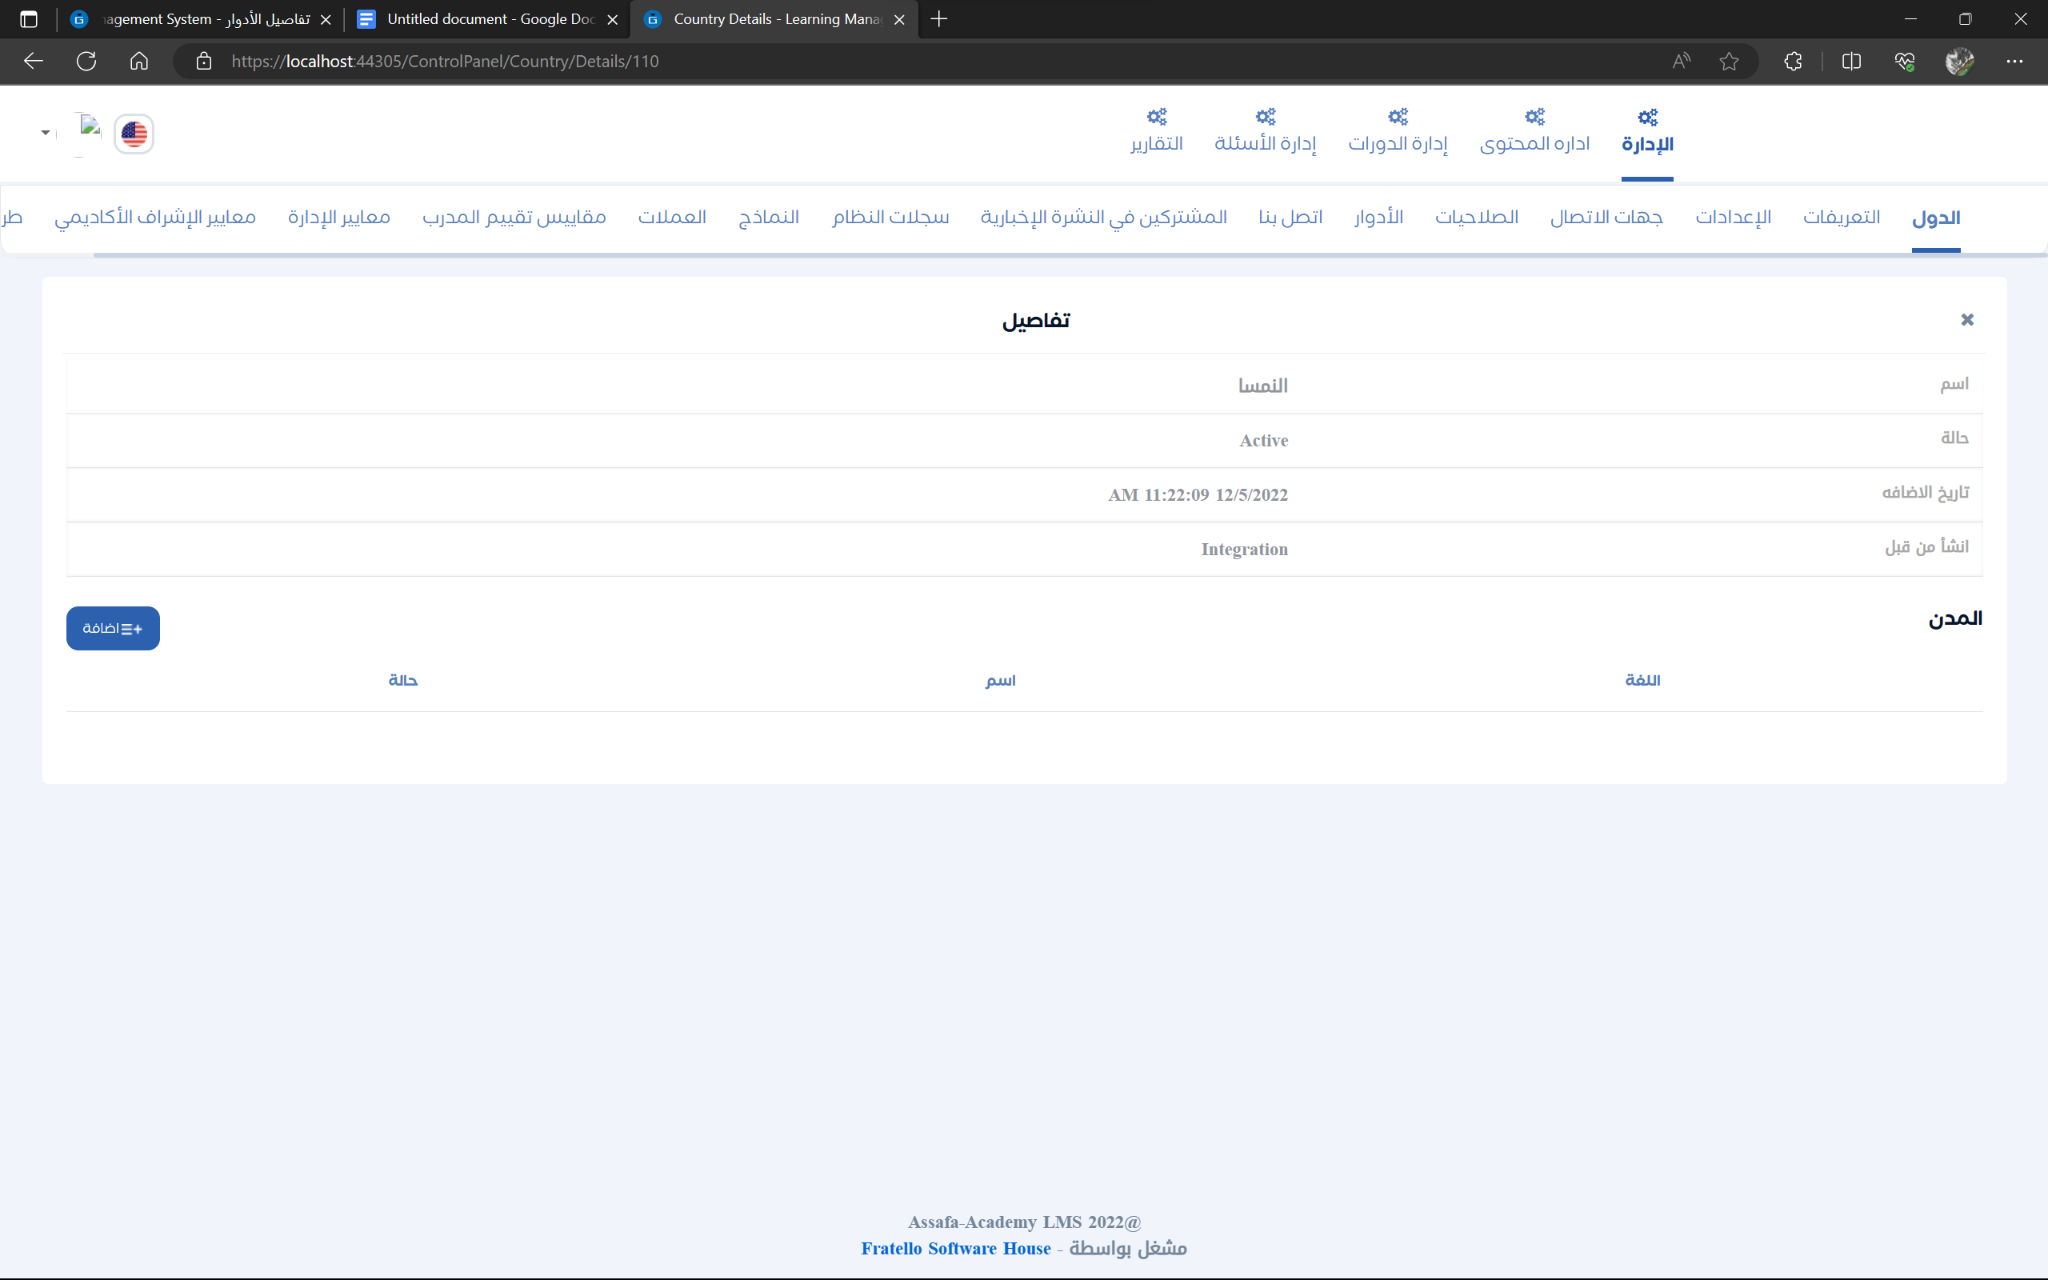 agement System - تفاصيل الأدوار
Untitled document - Google Doc
Country Details - Learning Mana
https://localhost:44305/ControlPanel/Country/Details/110
الإدارة
اداره المحتوى
إدارة الدورات
إدارة الأسئلة
التقارير
الدول
التعريفات
الإعدادات
جهات الاتصال
الصلاحيات
الأدوار
اتصل بنا
المشتركين في النشرة الإخبارية
سجلات النظام
النماذج
العملات
مقاييس تقييم المدرب
معايير الإدارة
معايير الإشراف الأكاديمي
طر
تفاصيل
اسم النمسا
حالة Active
تاريخ الاضافه AM 11:22:09 12/5/2022
انشأ من قبل Integration
المدن
اضافة
اللغة اسم حالة
Assafa-Academy LMS 2022@
مشغل بواسطة - Fratello Software House